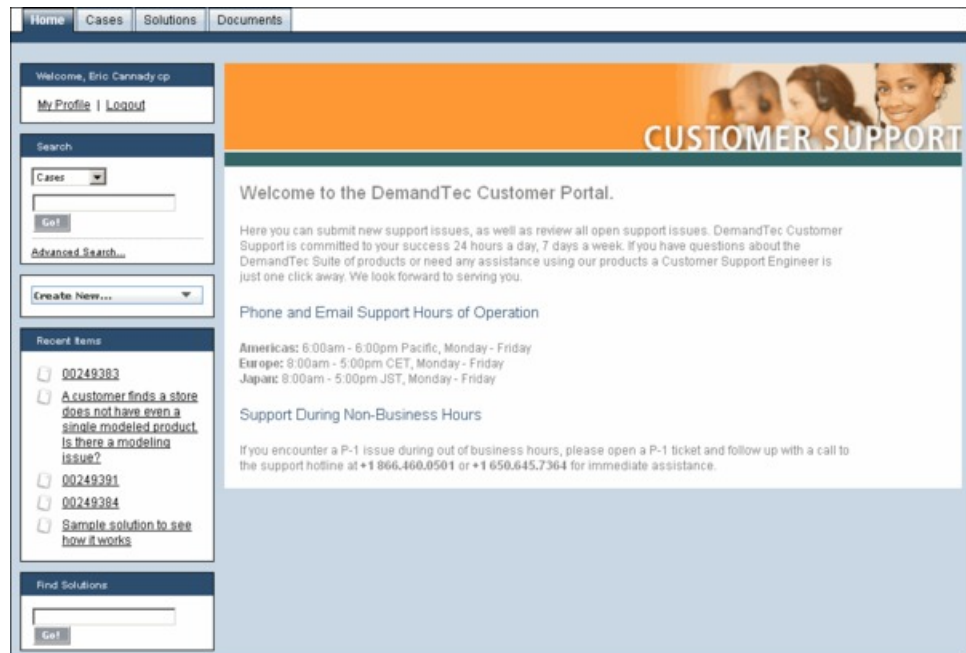 Home Cases Solutions Documents
Welcome, Eric Cannady cp
My Profile | Logout
Search
Cases
Go!
Advanced Search...
Create New...
Recent Items
00249383
A customer finds a store
does not have even a
single modeled product.
Is there a modeling
issue?
00249391
00249384
Sample solution to see
how it works
Find Solutions
Go!
CUSTOMER SUPPORT
Welcome to the DemandTec Customer Portal.
Here you can submit new support issues, as well as review all open support issues. DemandTec Customer
Support is committed to your success 24 hours a day, 7 days a week. If you have questions about the
DemandTec Suite of products or need any assistance using our products a Customer Support Engineer is
just one click away. We look forward to serving you.
Phone and Email Support Hours of Operation
Americas: 6:00am - 6:00pm Pacific, Monday - Friday
Europe: 8:00am - 5:00pm CET, Monday - Friday
Japan: 8:00am - 5:00pm JST, Monday - Friday
Support During Non-Business Hours
If you encounter a P-1 issue during out of business hours, please open a P-1 ticket and follow up with a call to
the support hotline at +1 866.460.0501 or +1 650.645.7364 for immediate assistance.